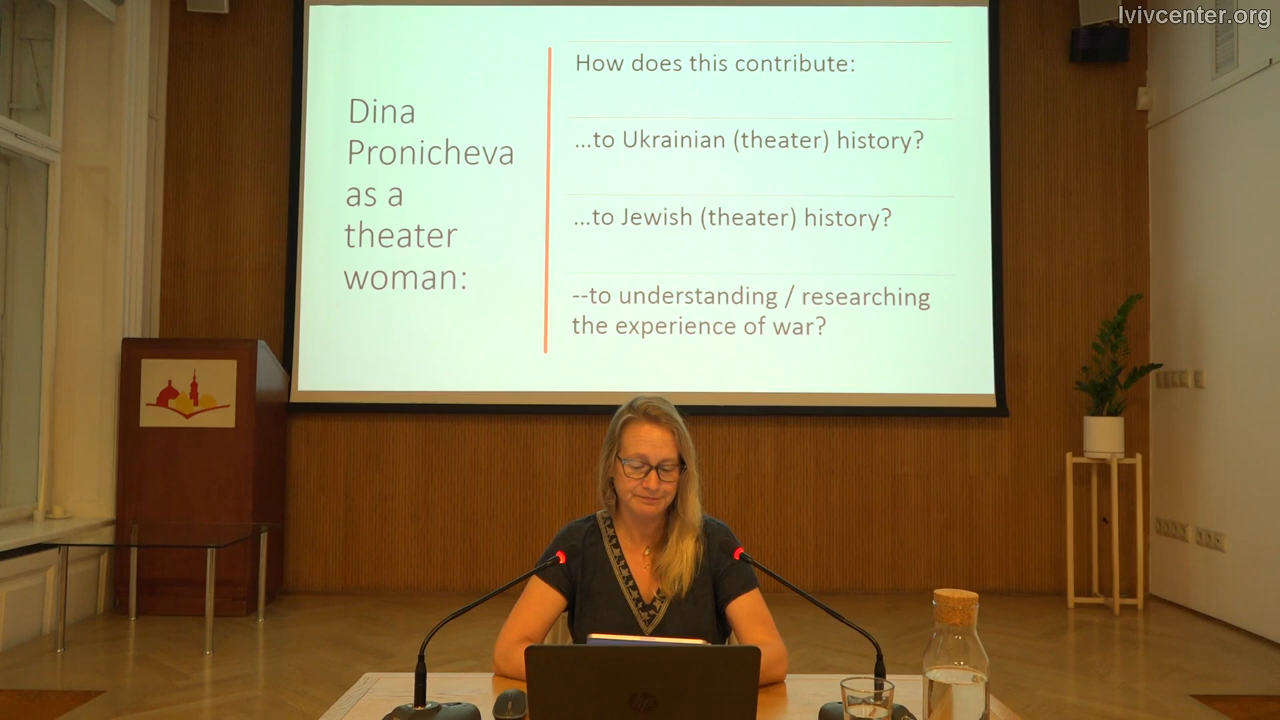 lvivcenter.org
Dina
Pronicheva
as a
theater
woman:
How does this contribute:
...to Ukrainian (theater) history?
...to Jewish (theater) history?
--to understanding / researching
the experience of war?
hp